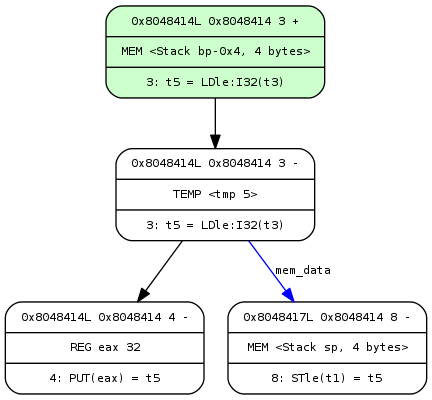 0x8048414L 0x8048414 3 +
MEM <Stack bp-0x4, 4 bytes>
3: t5 = LDle:I32(t3)
0x8048414L 0x8048414 3 -
TEMP <tmp 5>
3: t5 = LDle:I32(t3)
mem_data
0x8048414L 0x8048414 4 -
REG eax 32
4: PUT(eax) = t5
0x8048417L 0x8048414 8 -
MEM <Stack sp, 4 bytes>
8: STle(t1) = t5